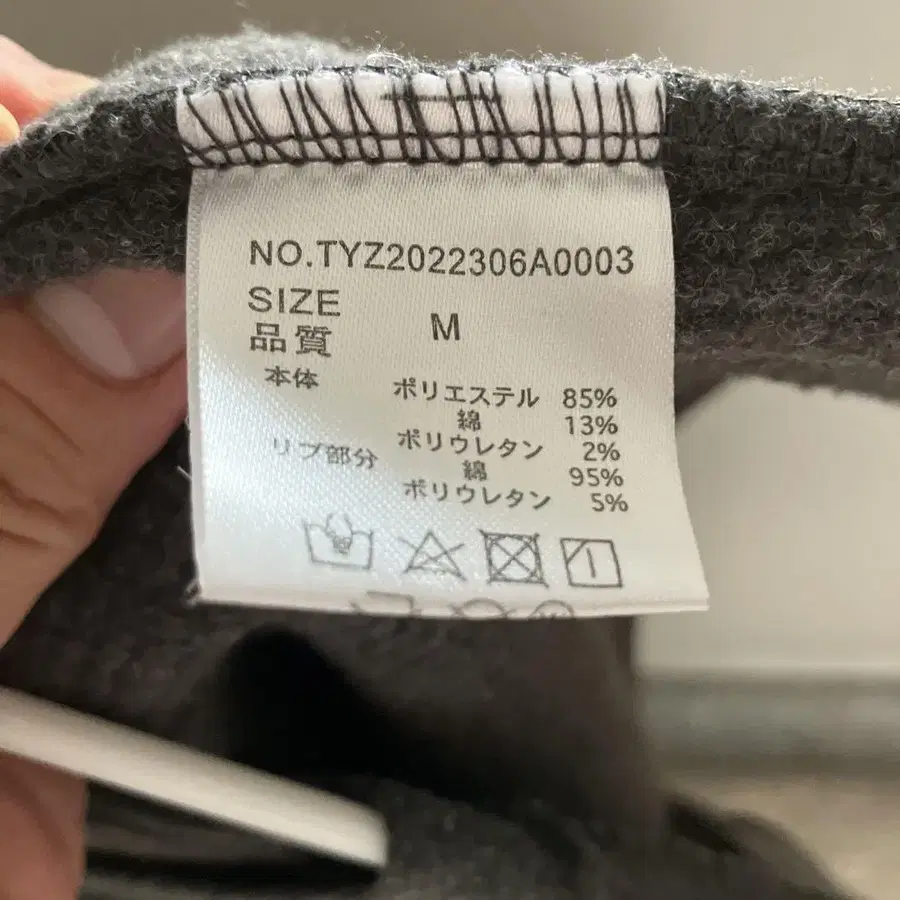 NO.TYZ2022306A0003
SIZE M
品質
本体 ポリエステル 85%
綿 13%
ポリウレタン 2%
リブ部分 綿 95%
ポリウレタン 5%